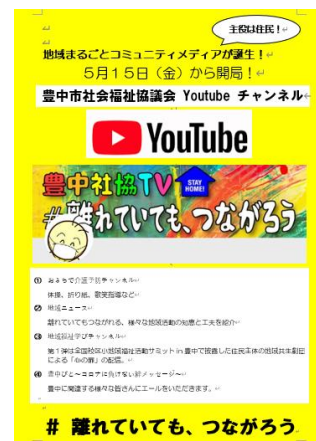 主役は住民!
地域まるごとコミュニティメディアが誕生!
5月15日（金）から開局!
豊中市社会福祉協議会 Youtube チャンネル
YouTube
豊中社協TV
STAY
HOME!
#離れていても、つながろう
① おうちで介護予防チャンネル
体操、折り紙、歌笑指導など
② 地域ニュース
離れていてもつながれる、様々な地域活動の知恵と工夫を紹介
③ 地域福祉学びチャンネル
第1弾は全国校区小地域福祉活動サミット in 豊中で披露した住民主体の地域共生劇団
による「心の扉」の配信。
④ 豊中びと～コロナに負けない絆メッセージ～
豊中に関連する様々な皆さんにエールをいただきます。
# 離れていても、つながろう